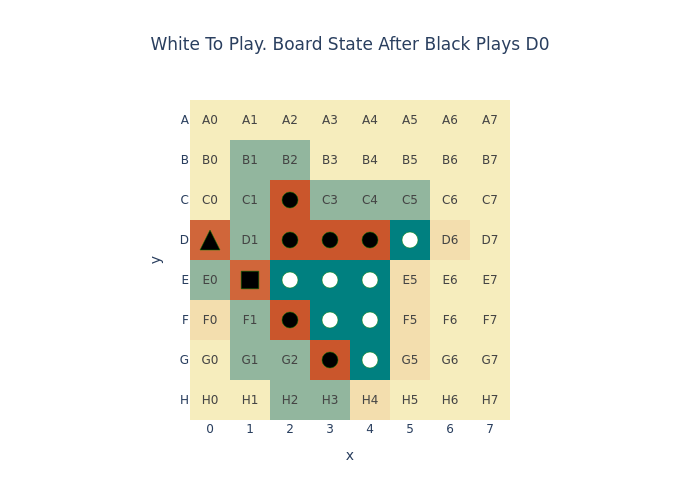 White To Play. Board State After Black Plays D0
A A0 A1 A2 A3 A4 A5 A6 A7
B B0 B1 B2 B3 B4 B5 B6 B7
C C0 C1 C3 C4 C5 C6 C7
D D1 D6 D7
E E0 E5 E6 E7
F F0 F1 F5 F6 F7
G G0 G1 G2 G5 G6 G7
H H0 H1 H2 H3 H4 H5 H6 H7
0 1 2 3 4 5 6 7
x
y